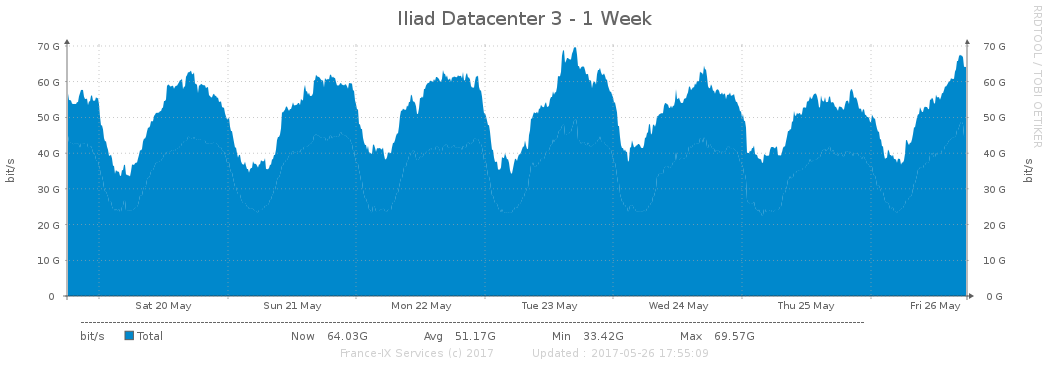 Iliad Datacenter 3 - 1 Week
RRDTOOL / TOBI OETIKER
bit/s
bit/s
70 G 70 G
60 G 60 G
50 G 50 G
40 G 40 G
30 G 30 G
20 G 20 G
10 G 10 G
0 0 G
Sat 20 May Sun 21 May Mon 22 May Tue 23 May Wed 24 May Thu 25 May Fri 26 May
bit/s Total Now 64.03G Avg 51.17G Min 33.42G Max 69.57G
France-IX Services (c) 2017 Updated : 2017-05-26 17:55:09